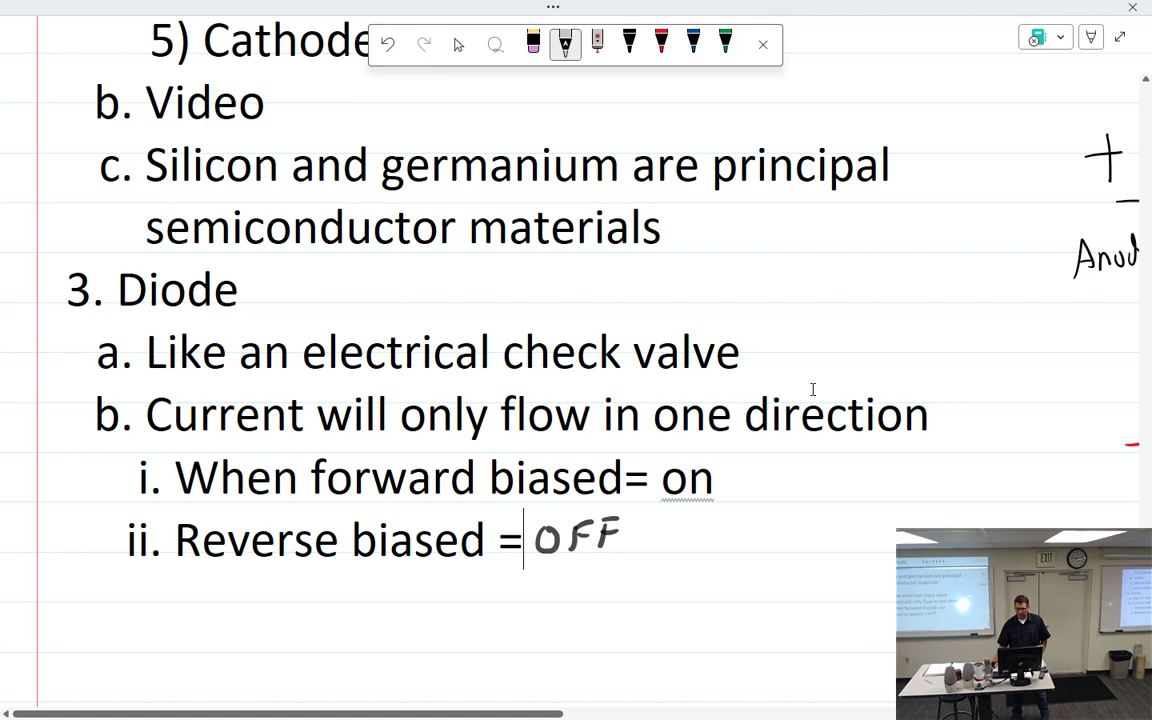 5) Cathode
b. Video
c. Silicon and germanium are principal
semiconductor materials
+
Anod
3. Diode
a. Like an electrical check valve
b. Current will only flow in one direction
i. When forward biased= on
ii. Reverse biased = OFF
EXIT